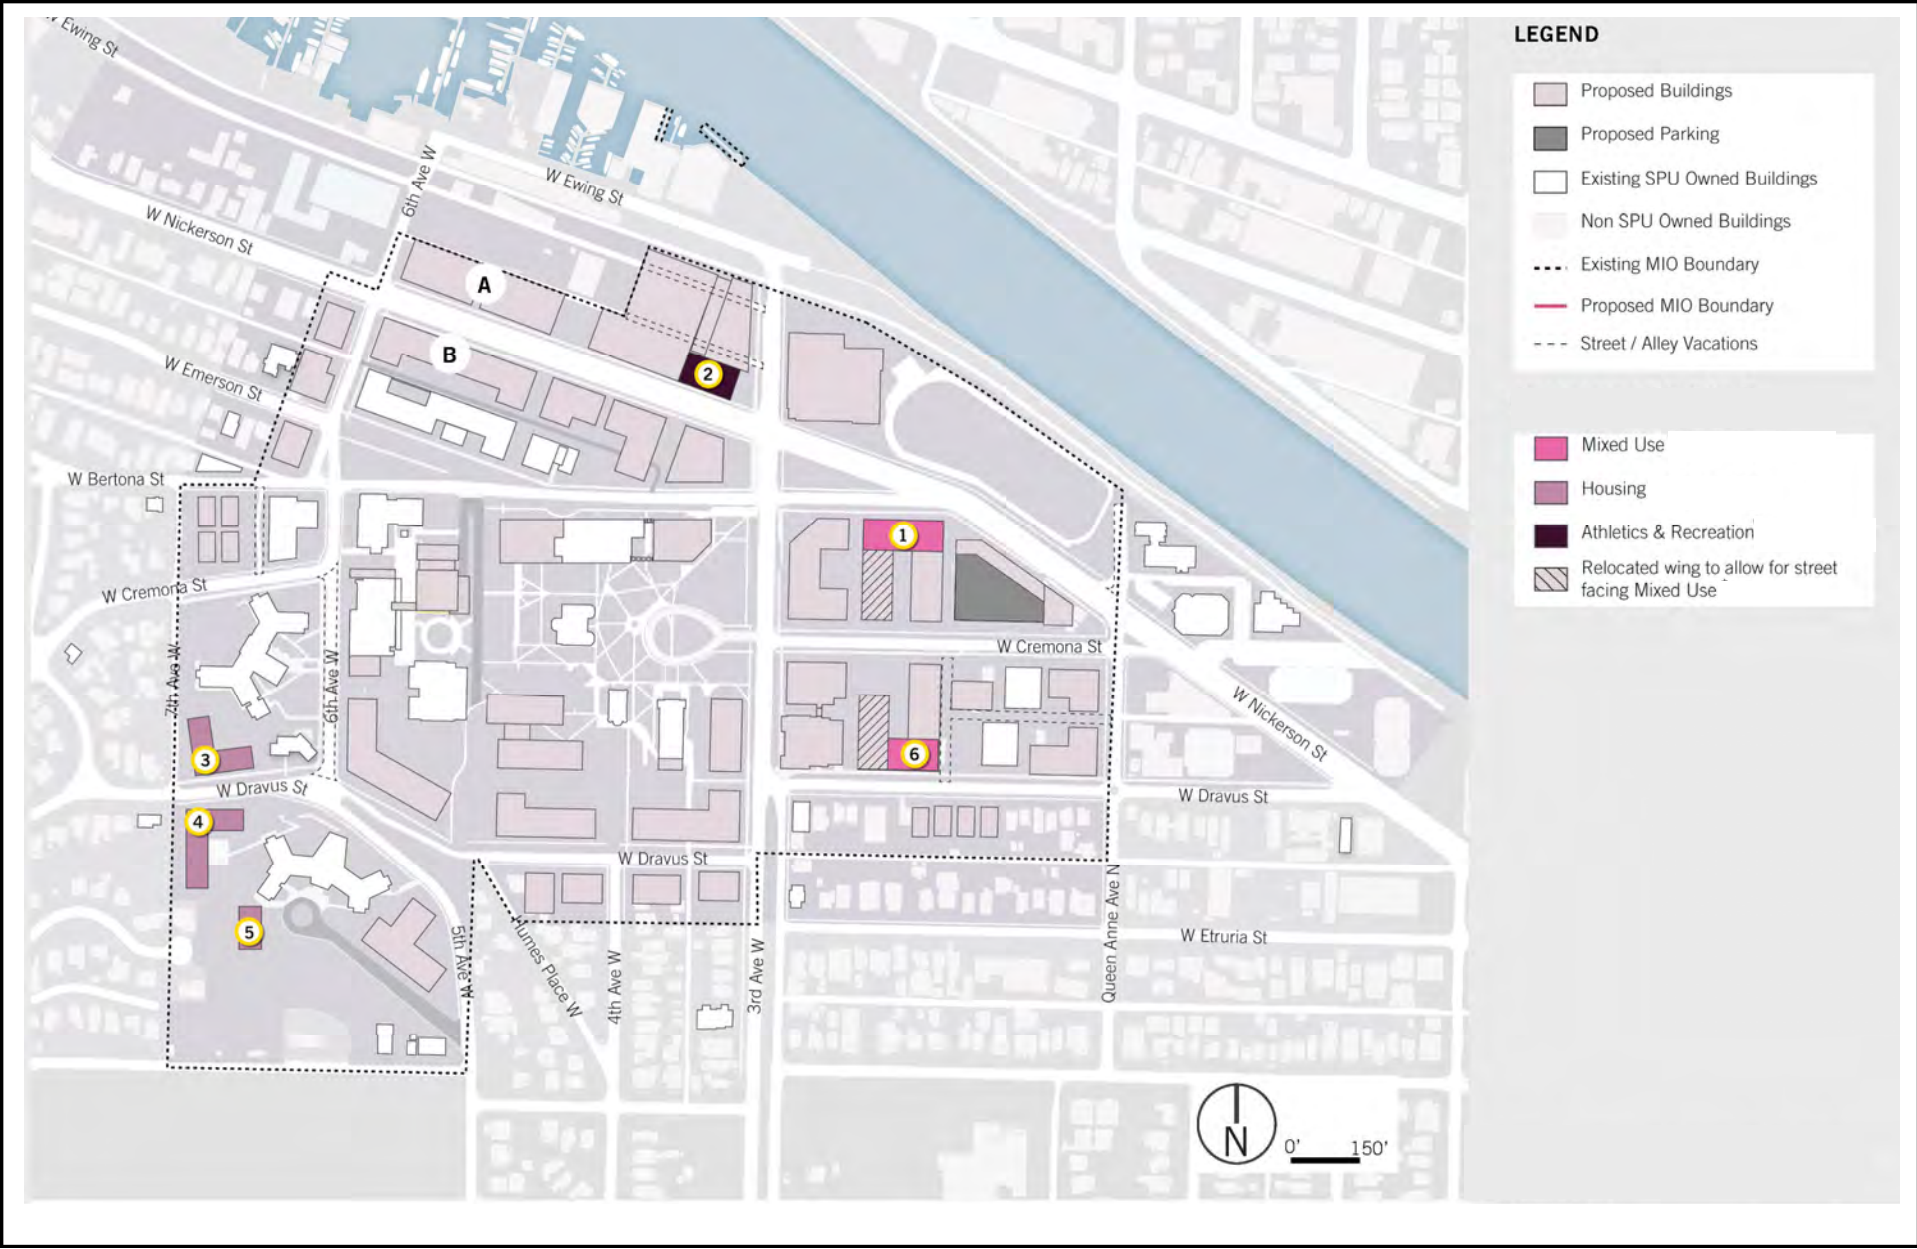 W Ewing St
LEGEND
Proposed Buildings
Proposed Parking
Existing SPU Owned Buildings
Non SPU Owned Buildings
Existing MIO Boundary
Proposed MIO Boundary
Street / Alley Vacations
Mixed Use
Housing
Athletics & Recreation
Relocated wing to allow for street
facing Mixed Use
6th Ave W
W Ewing St
W Nickerson St
A
B
2
W Emerson St
W Bertona St
1
W Cremona St
W Cremona St
7th Ave W
6th Ave W
W Nickerson St
3
6
W Dravus St
W Dravus St
4
W Dravus St
5
5th Ave W
Humes Place W
4th Ave W
3rd Ave W
Queen Anne Ave N
W Etruria St
N
0' 150'